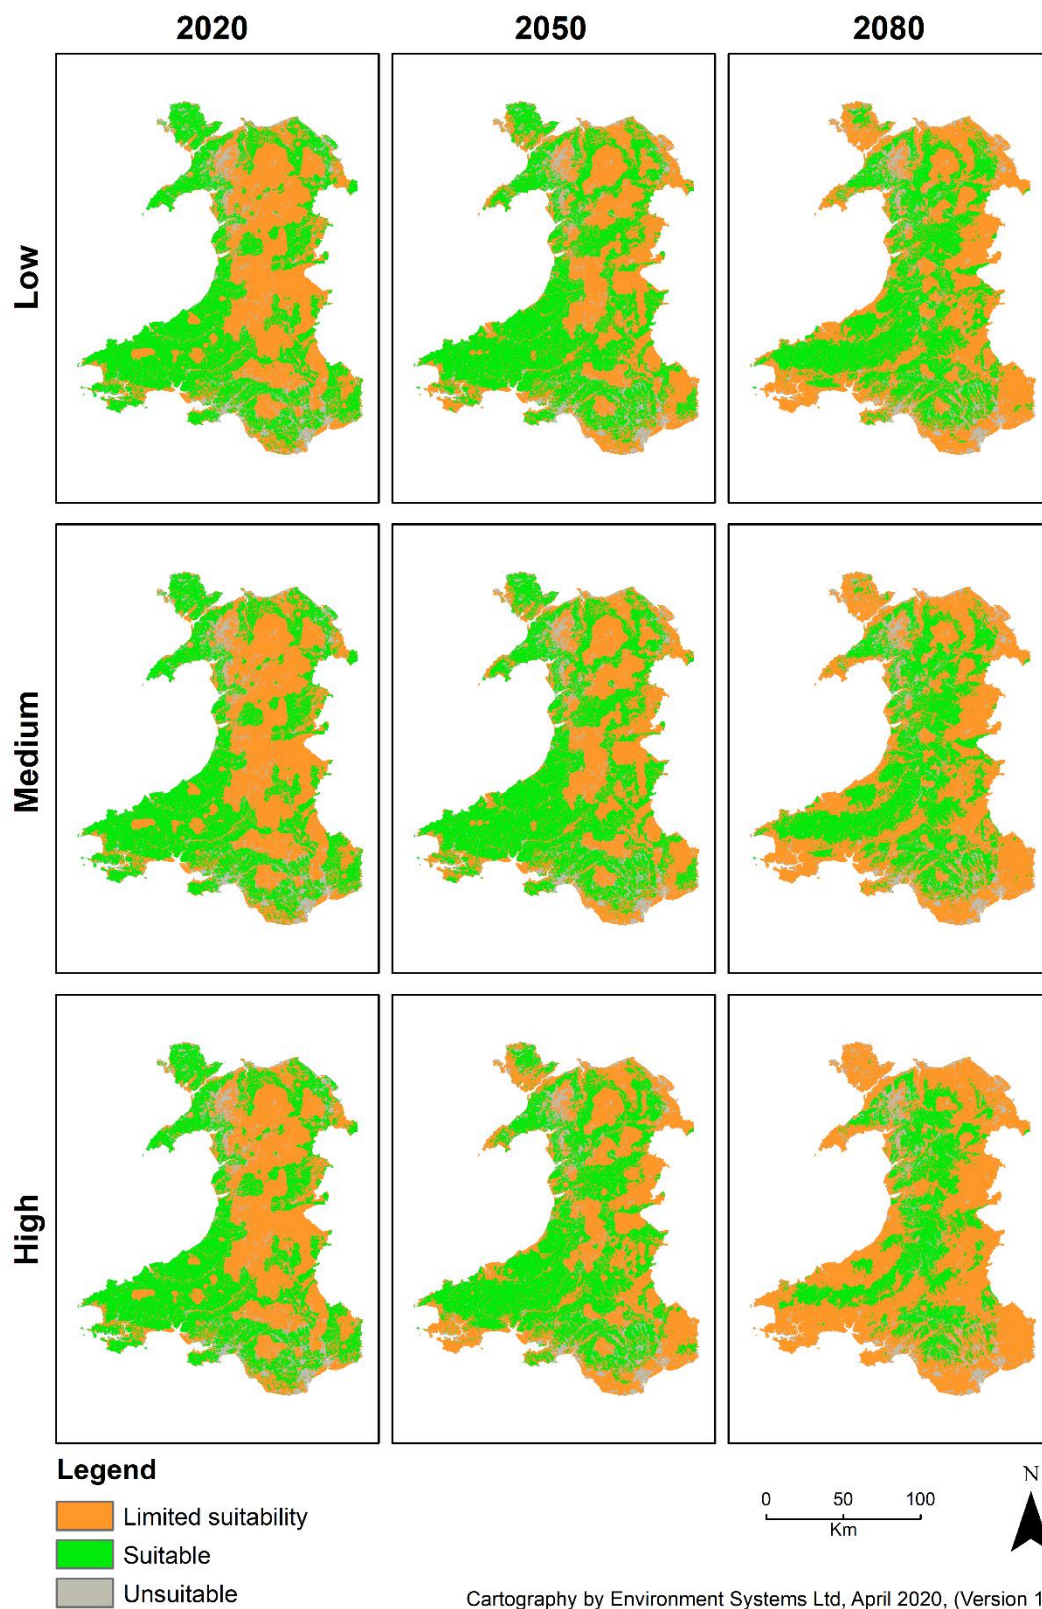 2020 2050 2080
Low
Medium
High
Legend
Limited suitability
Suitable
Unsuitable
0 50 100
Km
N
Cartography by Environment Systems Ltd, April 2020, (Version 1